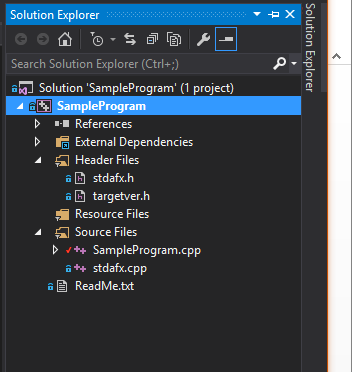 Solution Explorer
Search Solution Explorer (Ctrl+;)
Solution 'SampleProgram' (1 project)
SampleProgram
References
External Dependencies
Header Files
stdafx.h
targetver.h
Resource Files
Source Files
SampleProgram.cpp
stdafx.cpp
ReadMe.txt
Solution Explorer